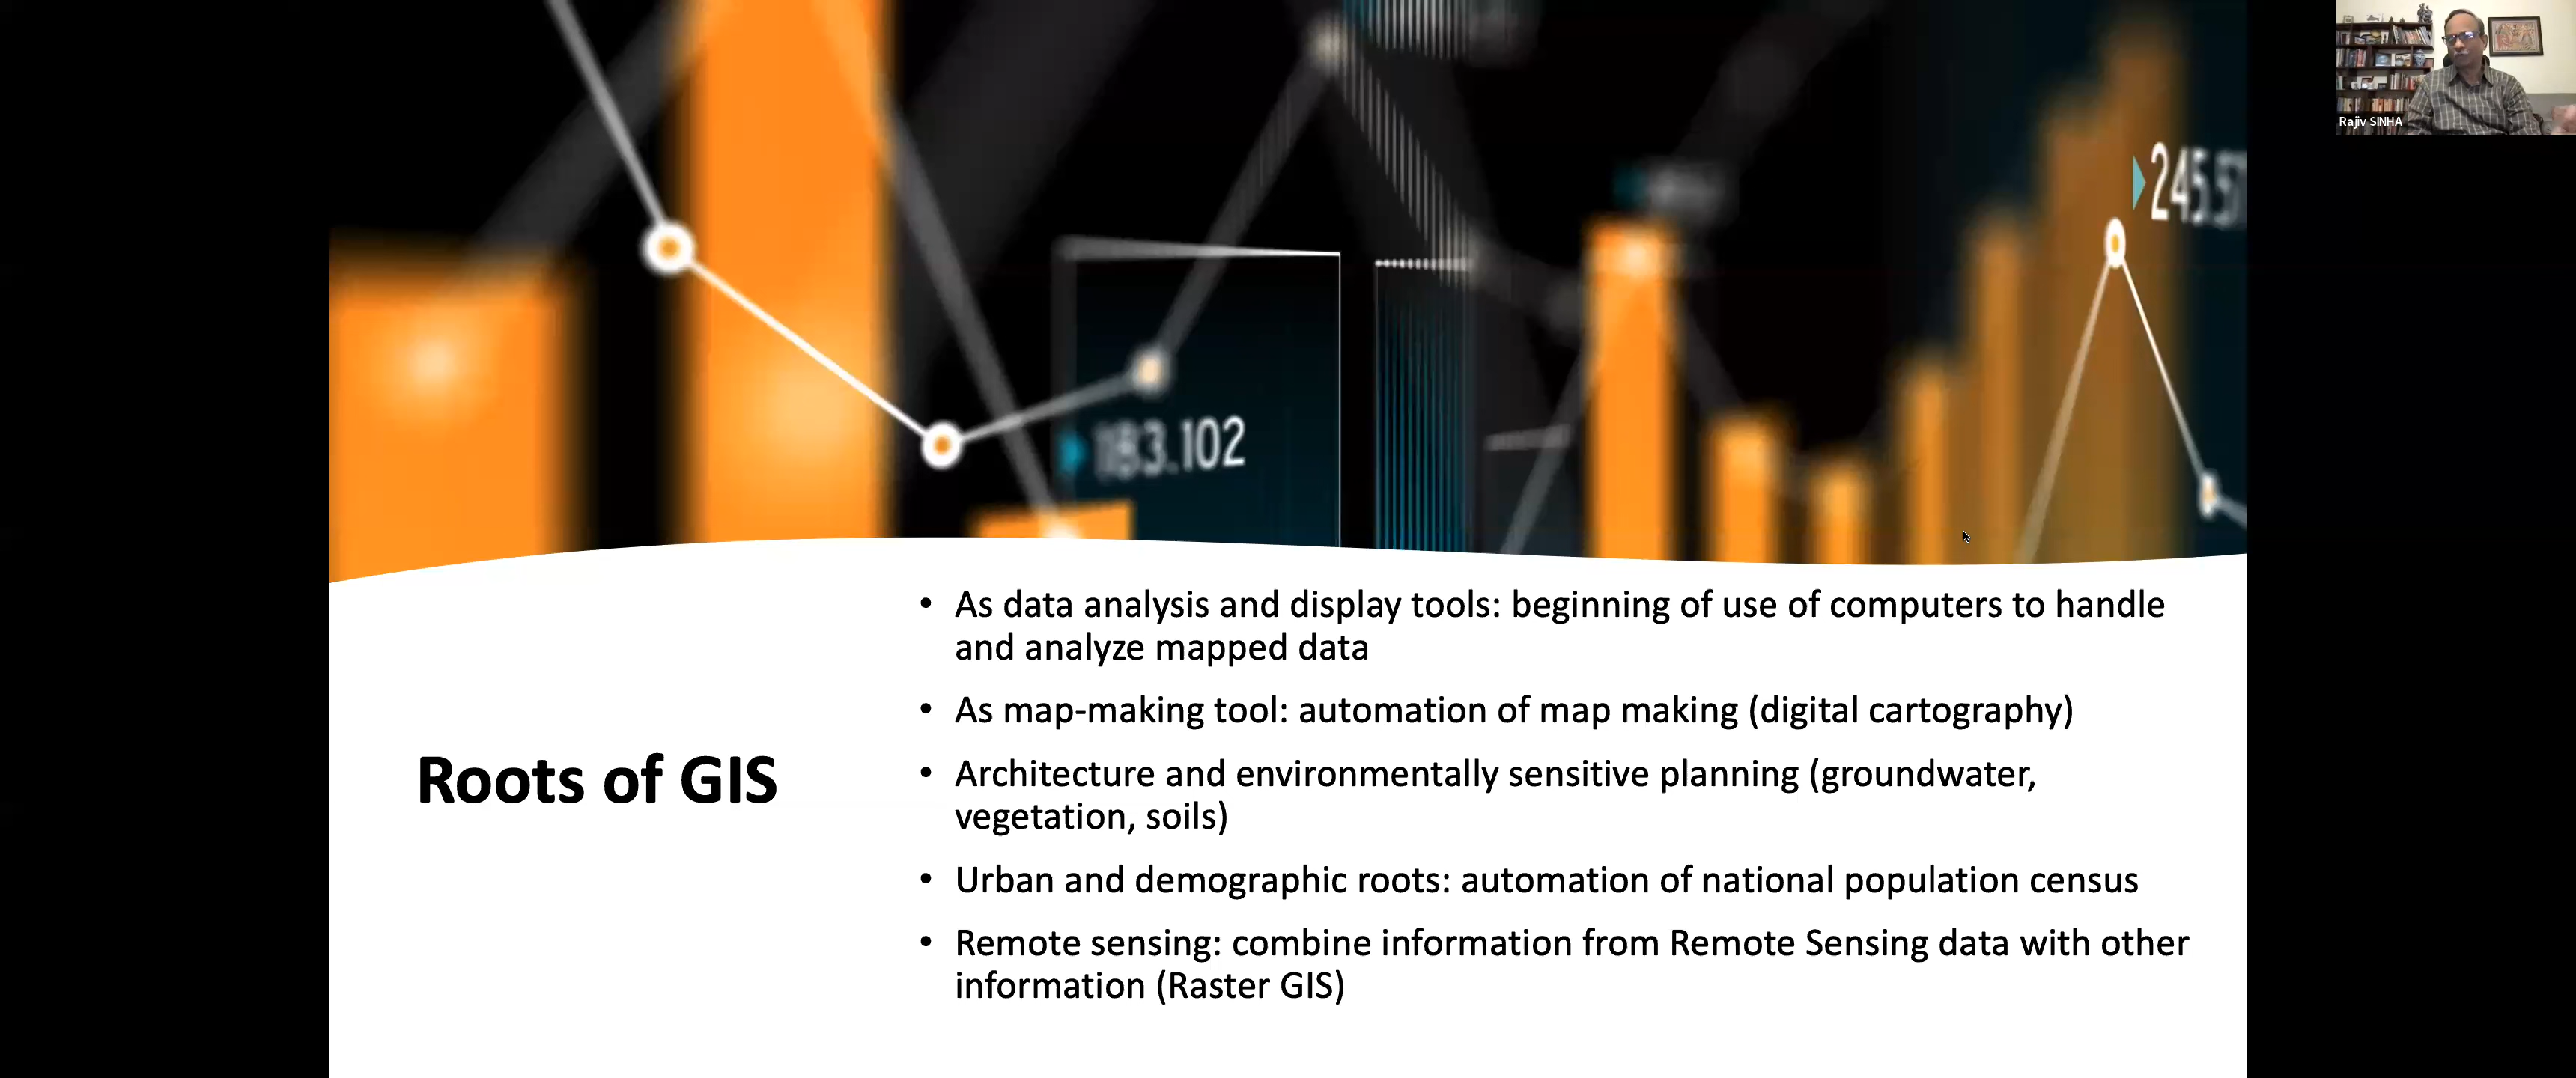 Rajiv SINHA
183.102
Roots of GIS
• As data analysis and display tools: beginning of use of computers to handle
and analyze mapped data
• As map-making tool: automation of map making (digital cartography)
• Architecture and environmentally sensitive planning (groundwater,
vegetation, soils)
• Urban and demographic roots: automation of national population census
• Remote sensing: combine information from Remote Sensing data with other
information (Raster GIS)